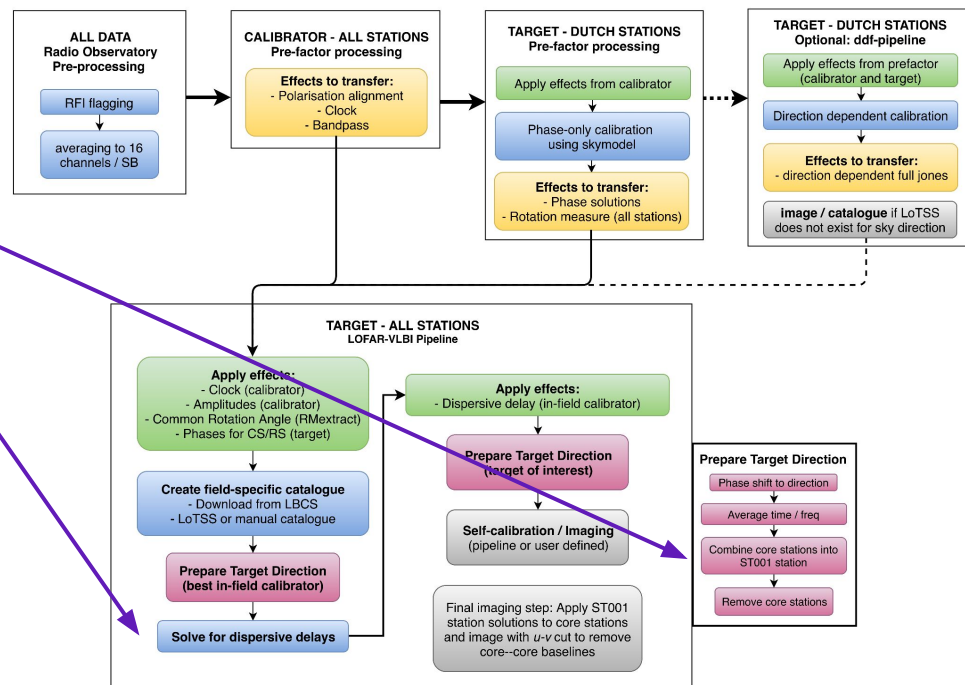 ALL DATA
Radio Observatory
Pre-processing
RFI flagging
averaging to 16
channels / SB
CALIBRATOR - ALL STATIONS
Pre-factor processing
Effects to transfer:
- Polarisation alignment
- Clock
- Bandpass
TARGET - DUTCH STATIONS
Pre-factor processing
Apply effects from calibrator
Phase-only calibration
using skymodel
Effects to transfer:
- Phase solutions
- Rotation measure (all stations)
TARGET - DUTCH STATIONS
Optional: ddf-pipeline
Apply effects from prefactor
(calibrator and target)
Direction dependent calibration
Effects to transfer:
- direction dependent full jones
image / catalogue if LoTSS
does not exist for sky direction
TARGET - ALL STATIONS
LOFAR-VLBI Pipeline
Apply effects:
- Clock (calibrator)
- Amplitudes (calibrator)
- Common Rotation Angle (RMextract)
- Phases for CS/RS (target)
Create field-specific catalogue
- Download from LBCS
- LoTSS or manual catalogue
Prepare Target Direction
(best in-field calibrator)
Solve for dispersive delays
Apply effects:
- Dispersive delay (in-field calibrator)
Prepare Target Direction
(target of interest)
Self-calibration / Imaging
(pipeline or user defined)
Final imaging step: Apply ST001
station solutions to core stations
and image with u-v cut to remove
core--core baselines
Prepare Target Direction
Phase shift to direction
Average time / freq
Combine core stations into
ST001 station
Remove core stations